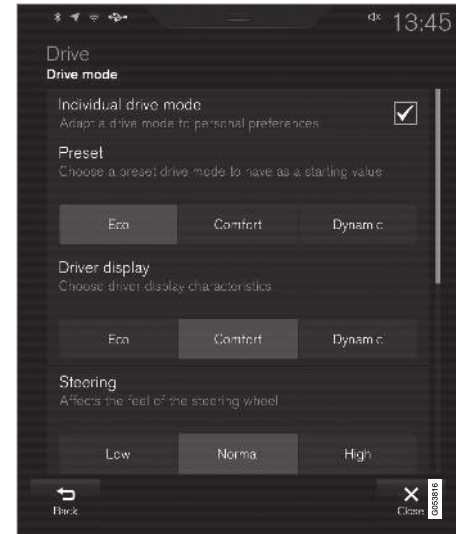 13:45
Drive
Drive mode
Individual drive mode
Adapt a drive mode to personal preferences
Preset
Choose a preset drive mode to have as a starting value
Eco Comfort Dynamic
Driver display
Choose driver display characteristics
Eco Comfort Dynamic
Steering
Affects the feel of the steering wheel
Low Normal High
Back Close
G053816